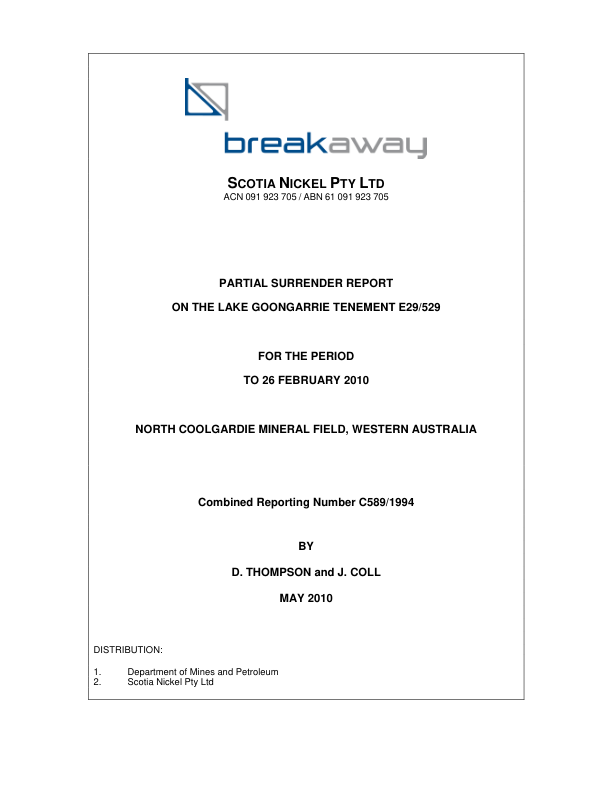 breakaway
SCOTIA NICKEL PTY LTD
ACN 091 923 705 / ABN 61 091 923 705
PARTIAL SURRENDER REPORT
ON THE LAKE GOONGARRIE TENEMENT E29/529
FOR THE PERIOD
TO 26 FEBRUARY 2010
NORTH COOLGARDIE MINERAL FIELD, WESTERN AUSTRALIA
Combined Reporting Number C589/1994
BY
D. THOMPSON and J. COLL
MAY 2010
DISTRIBUTION:
1. Department of Mines and Petroleum
2. Scotia Nickel Pty Ltd